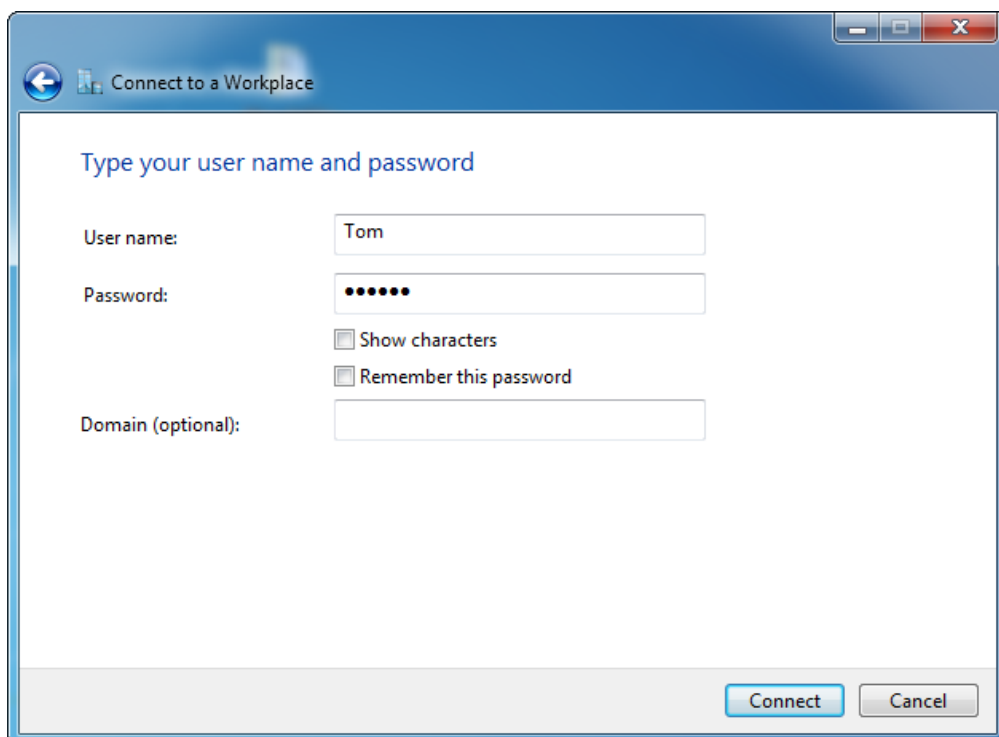 Connect to a Workplace
Type your user name and password
User name: Tom
Password: ••••••
Show characters
Remember this password
Domain (optional):
Connect Cancel